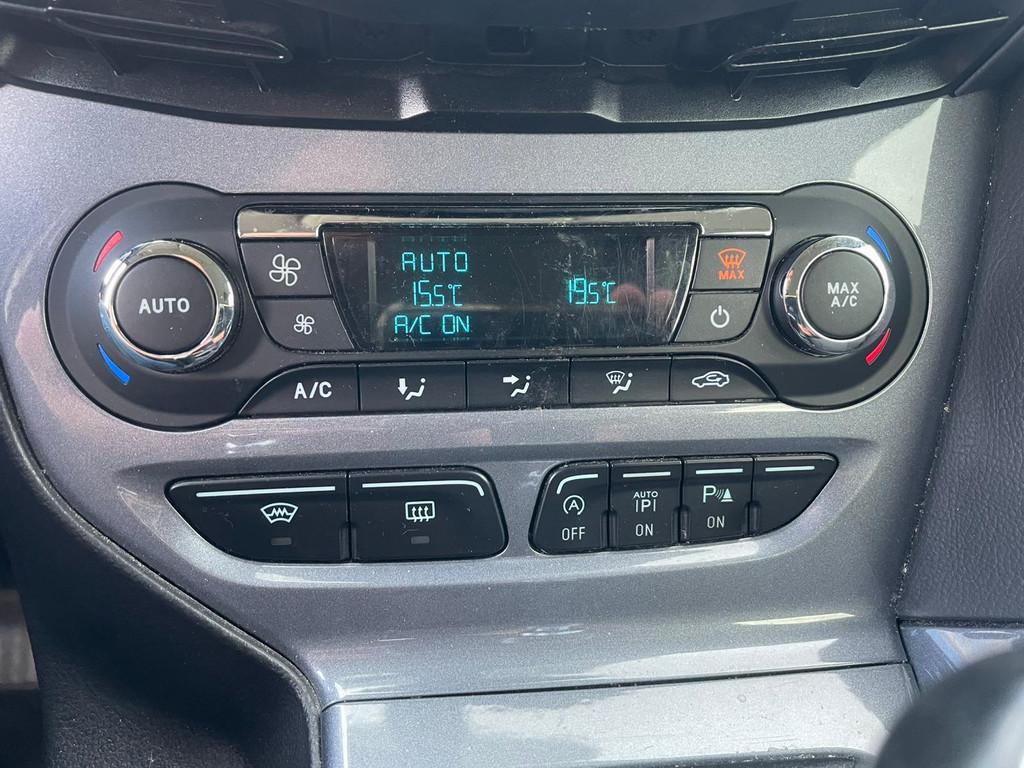 AUTO
AUTO
15.5°C
A/C ON
19.5°C
MAX
MAX
A/C
A/C
A
OFF
AUTO
P
ON
P
ON